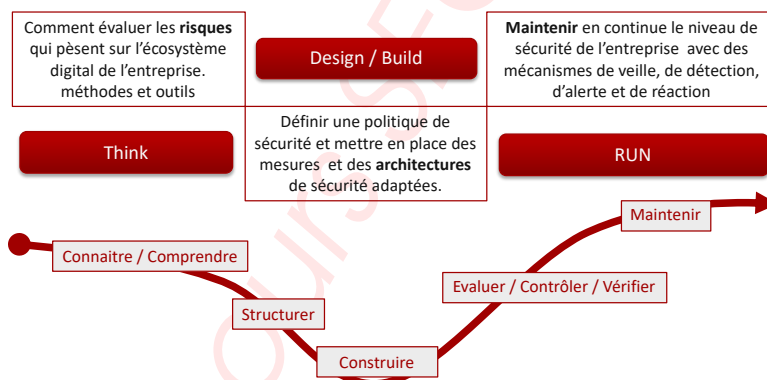 Comment évaluer les risques
qui pèsent sur l'écosystème
digital de l'entreprise.
méthodes et outils
Design / Build
Maintenir en continue le niveau de
sécurité de l'entreprise avec des
mécanismes de veille, de détection,
d'alerte et de réaction
Think
Définir une politique de
sécurité et mettre en place des
mesures et des architectures
de sécurité adaptées.
RUN
Maintenir
Connaitre / Comprendre
Evaluer / Contrôler / Vérifier
Structurer
Construire